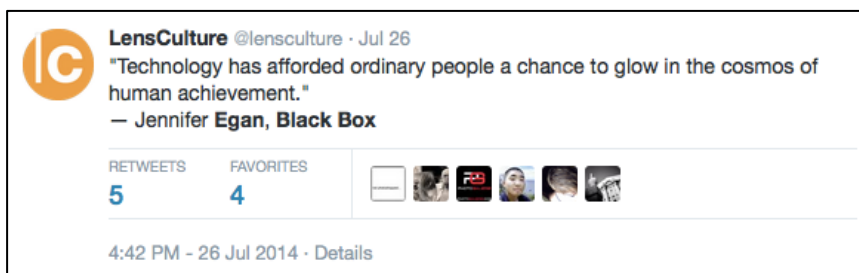 LensCulture @lensculture · Jul 26
"Technology has afforded ordinary people a chance to glow in the cosmos of
human achievement."
— Jennifer Egan, Black Box
RETWEETS FAVORITES
5 4
4:42 PM - 26 Jul 2014 · Details